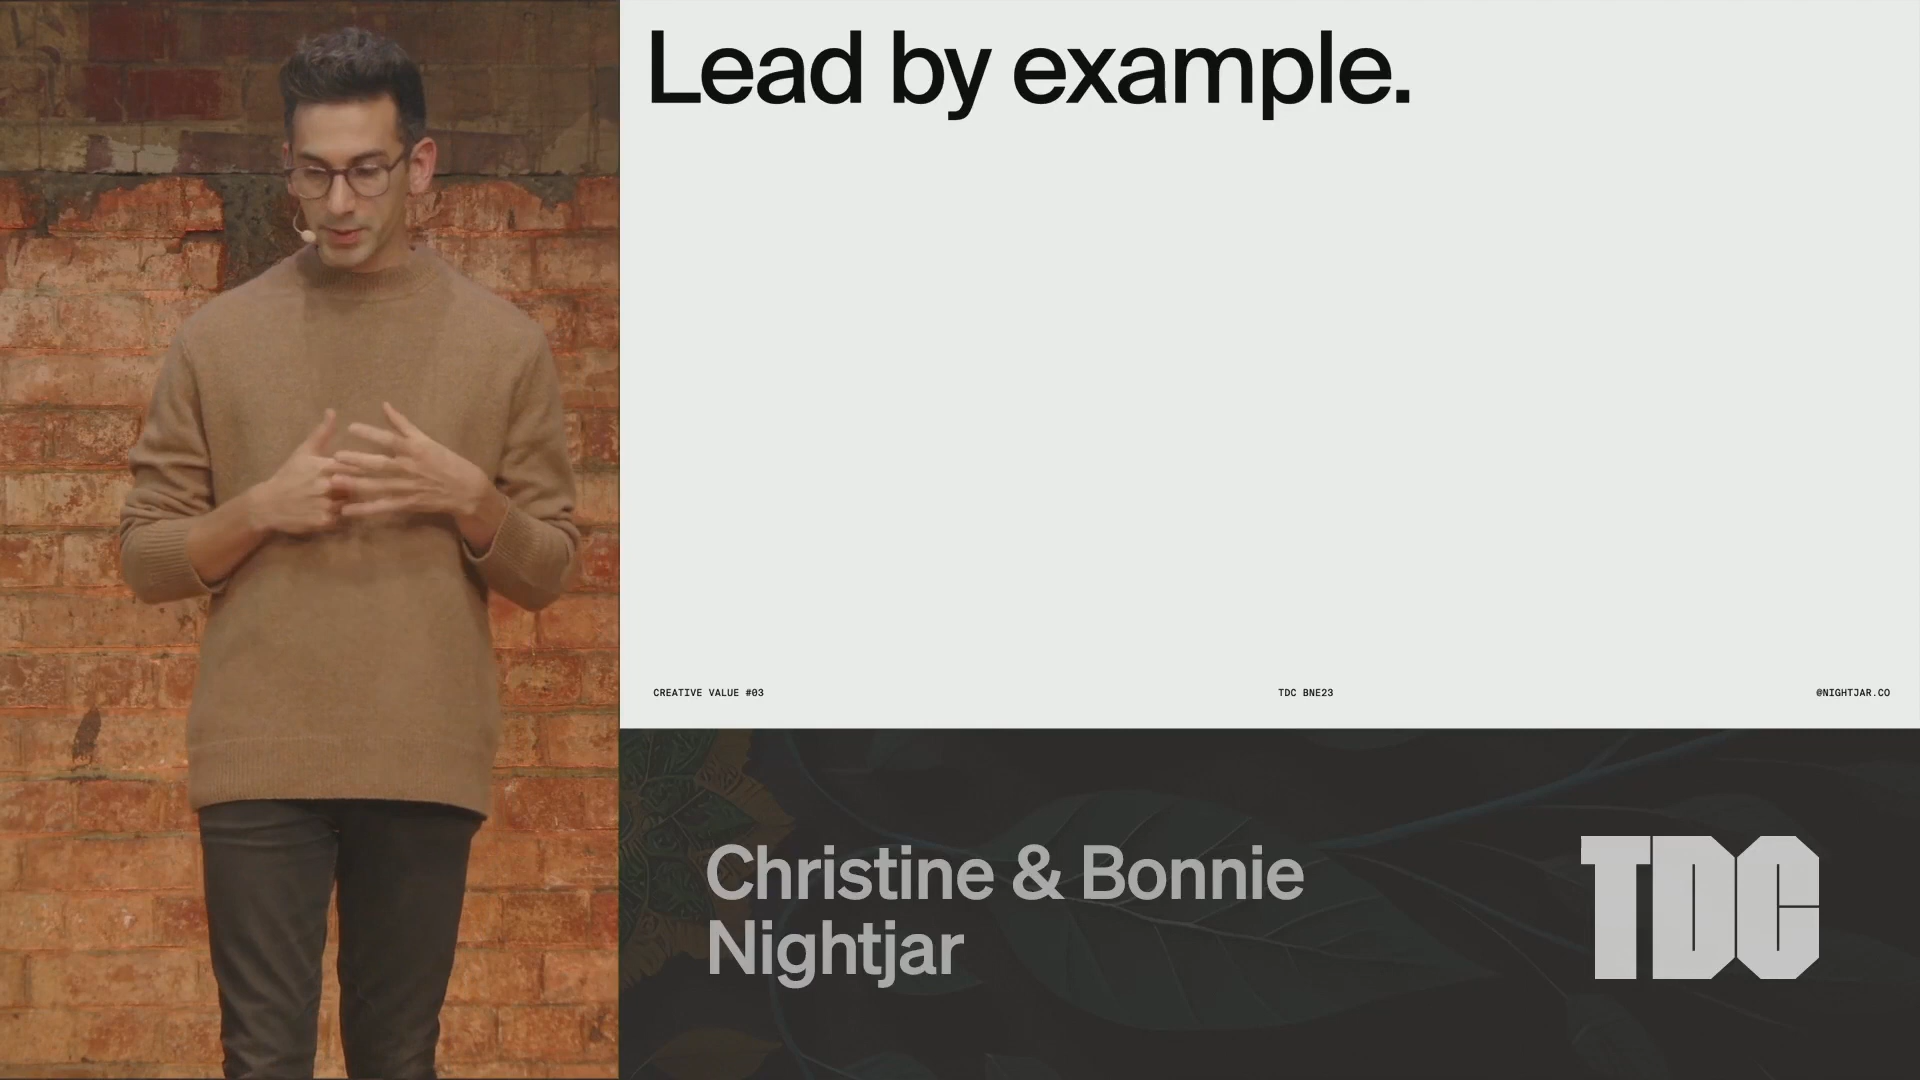 Lead by example.
CREATIVE VALUE #03
TDC BNE23
@NIGHTJAR.CO
Christine & Bonnie
Nightjar
TDC